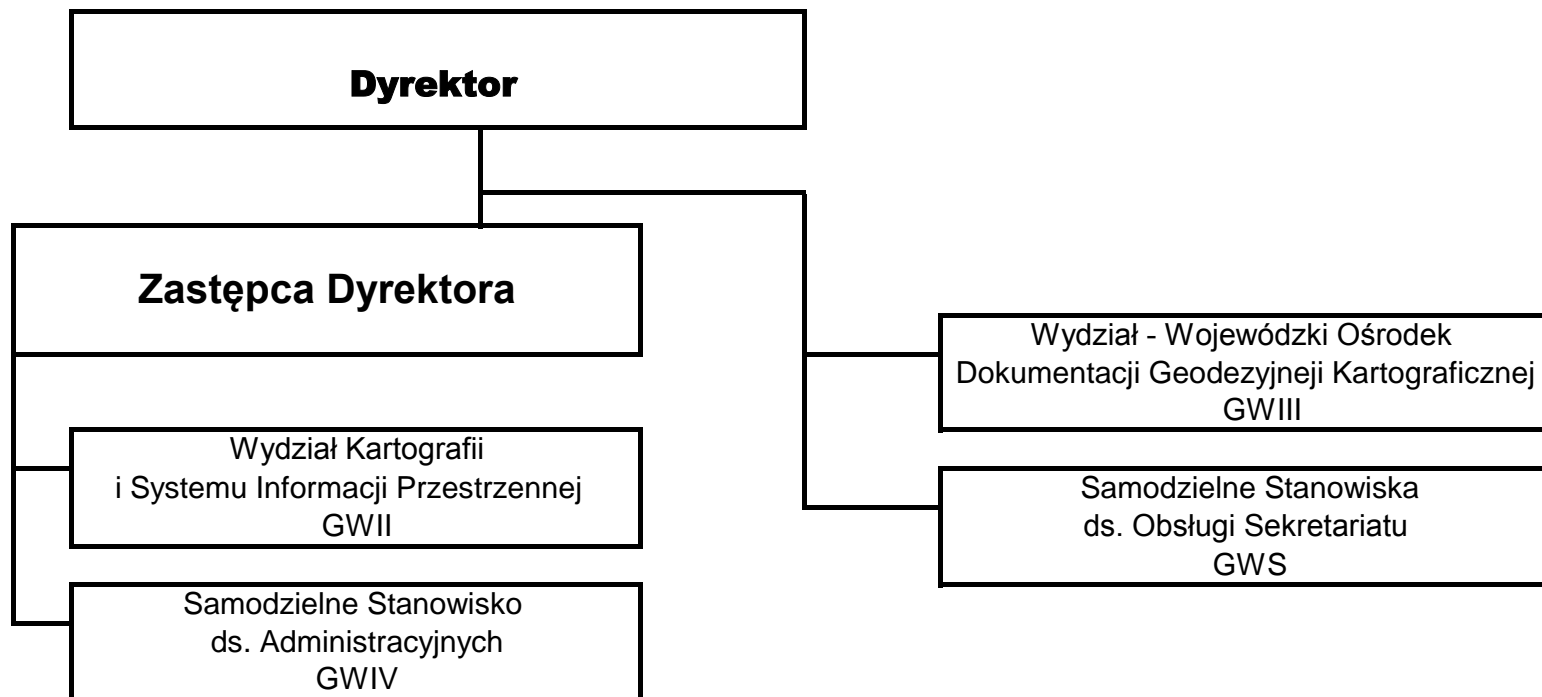 Dyrektor
Zastępca Dyrektora
Wydział Kartografii
i Systemu Informacji Przestrzennej
GWII
Samodzielne Stanowisko
ds. Administracyjnych
GWIV
Wydział - Wojewódzki Ośrodek
Dokumentacji Geodezyjneji Kartograficznej
GWIII
Samodzielne Stanowiska
ds. Obsługi Sekretariatu
GWS